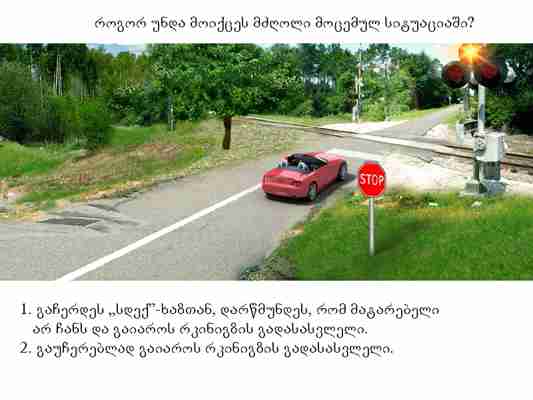 როგორ უნდა მოიქცეს მძღოლი მოცემულ სიტუაციაში?
STOP
1. გაჩერდეს „სდექ”-ხაზთან, დარწმუნდეს, რომ მატარებელი
არ ჩანს და გაიაროს რკინიგზის გადასასვლელი.
2. გაუჩერებლად გაიაროს რკინიგზის გადასასვლელი.